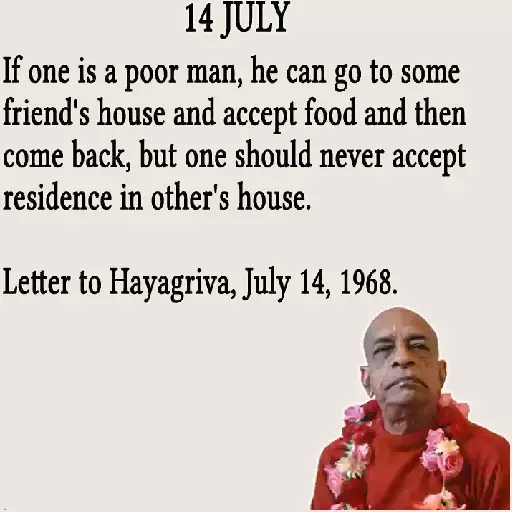 14 JULY
If one is a poor man, he can go to some
friend's house and accept food and then
come back, but one should never accept
residence in other's house.
Letter to Hayagriva, July 14, 1968.